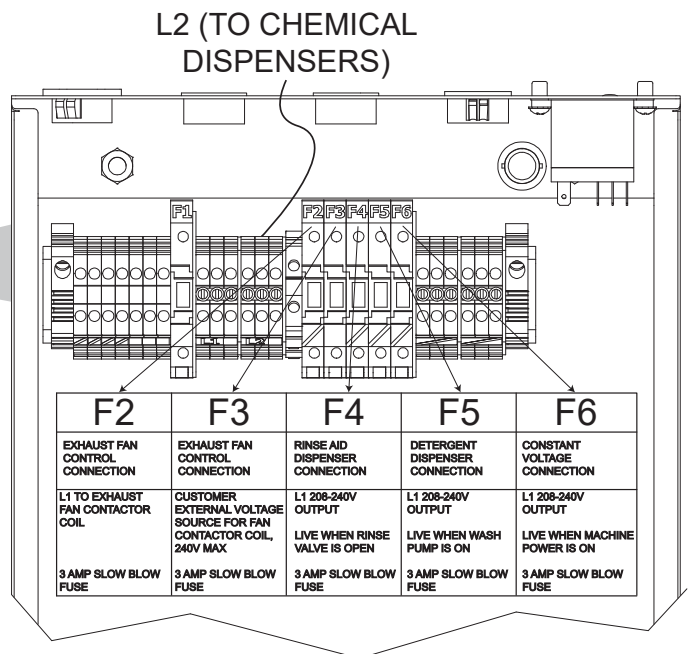 L2 (TO CHEMICAL
DISPENSERS)
F1
F2 F3 F4 F5 F6
L1 L2
F2
F3
F4
F5
F6
EXHAUST FAN
CONTROL
CONNECTION
EXHAUST FAN
CONTROL
CONNECTION
RINSE AID
DISPENSER
CONNECTION
DETERGENT
DISPENSER
CONNECTION
CONSTANT
VOLTAGE
CONNECTION
L1 TO EXHAUST
FAN CONTACTOR
COIL
3 AMP SLOW BLOW
FUSE
CUSTOMER
EXTERNAL VOLTAGE
SOURCE FOR FAN
CONTACTOR COIL,
240V MAX
3 AMP SLOW BLOW
FUSE
L1 208-240V
OUTPUT
LIVE WHEN RINSE
VALVE IS OPEN
3 AMP SLOW BLOW
FUSE
L1 208-240V
OUTPUT
LIVE WHEN WASH
PUMP IS ON
3 AMP SLOW BLOW
FUSE
L1 208-240V
OUTPUT
LIVE WHEN MACHINE
POWER IS ON
3 AMP SLOW BLOW
FUSE